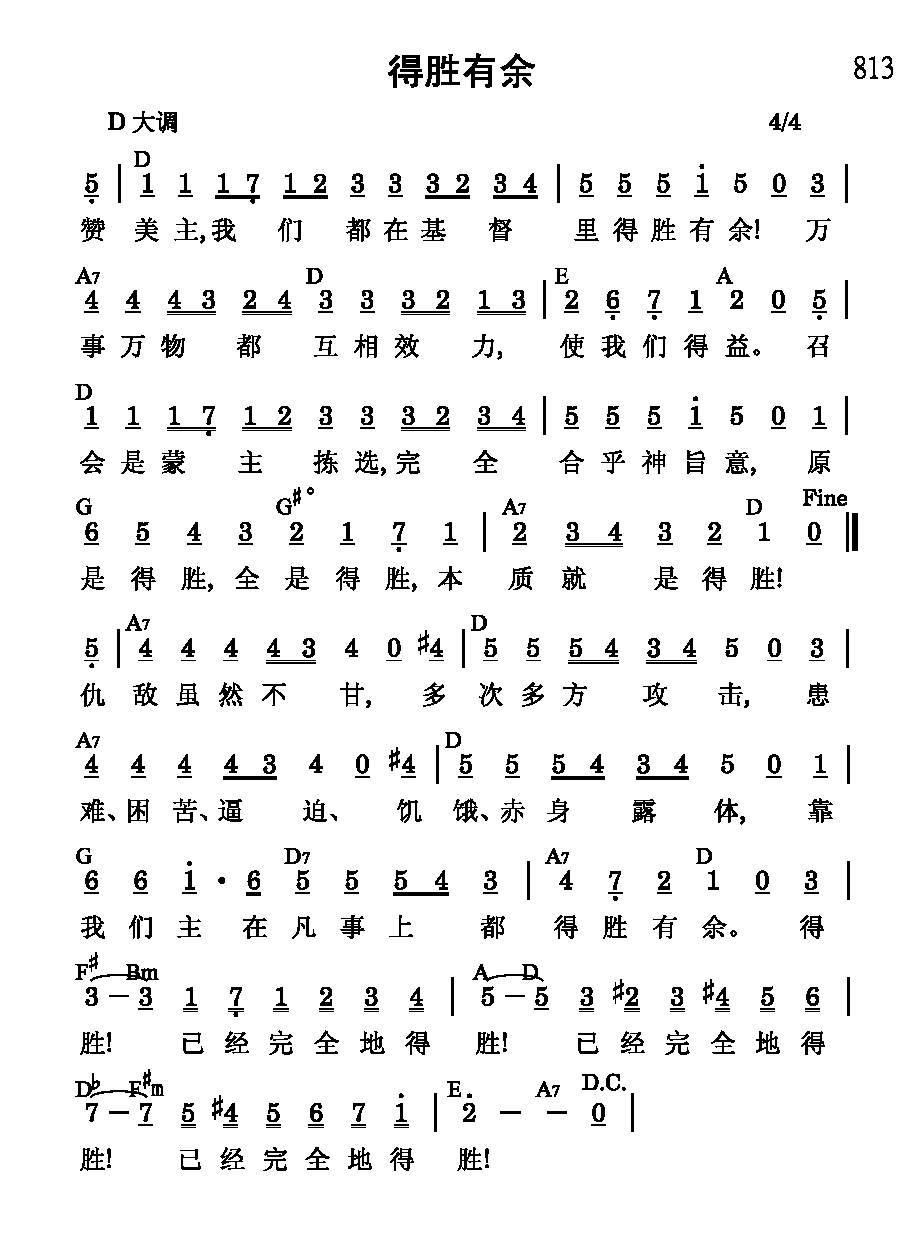 得胜有余 813
D 大调 4/4
D
5 | 1 1 1 7 1 2 3 3 3 2 3 4 | 5 5 5 1 5 0 3 |
赞 美 主,我 们 都 在 基 督 里 得 胜 有 余! 万
A7 D E A
4 4 4 3 2 4 3 3 3 2 1 3 | 2 6 7 1 2 0 5 |
事 万 物 都 互 相 效 力, 使 我 们 得 益。 召
D
1 1 1 7 1 2 3 3 3 2 3 4 | 5 5 5 1 5 0 1 |
会 是 蒙 主 拣 选,完 全 合 乎 神 旨 意, 原
G G♯° A7 D Fine
6 5 4 3 2 1 7 1 | 2 3 4 3 2 1 0 ‖
是 得 胜, 全 是 得 胜, 本 质 就 是 得 胜!
A7 D
5 | 4 4 4 4 3 4 0 ♯4 | 5 5 5 4 3 4 5 0 3 |
仇 敌 虽 然 不 甘, 多 次 多 方 攻 击, 患
A7 D
4 4 4 4 3 4 0 ♯4 | 5 5 5 4 3 4 5 0 1 |
难、困 苦、逼 迫、 饥 饿、赤 身 露 体, 靠
G D7 A7 D
6 6 1 · 6 5 5 5 4 3 | 4 7 2 1 0 3 |
我 们 主 在 凡 事 上 都 得 胜 有 余。 得
F♯ Bm A D
3 – 3 1 7 1 2 3 4 | 5 – 5 3 ♯2 3 ♯4 5 6 |
胜! 已 经 完 全 地 得 胜! 已 经 完 全 地 得
D♭ F♯m E A7 D.C.
7 – 7 5 ♯4 5 6 7 1 | 2 – – 0 |
胜! 已 经 完 全 地 得 胜!